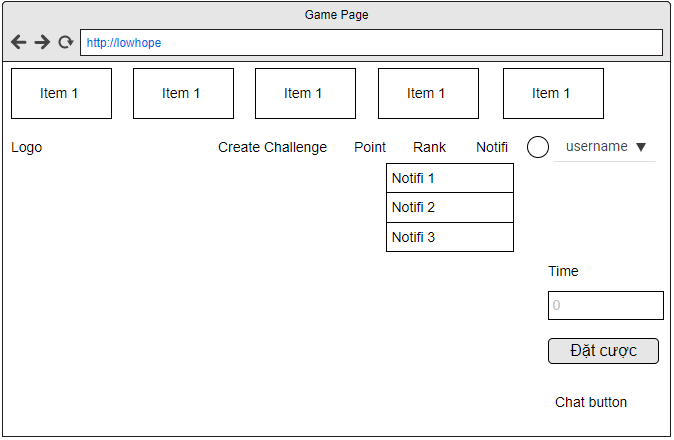 Game Page
http://lowhope
Item 1 Item 1 Item 1 Item 1 Item 1
Logo Create Challenge Point Rank Notifi username
Notifi 1
Notifi 2
Notifi 3
Time
0
Đặt cược
Chat button